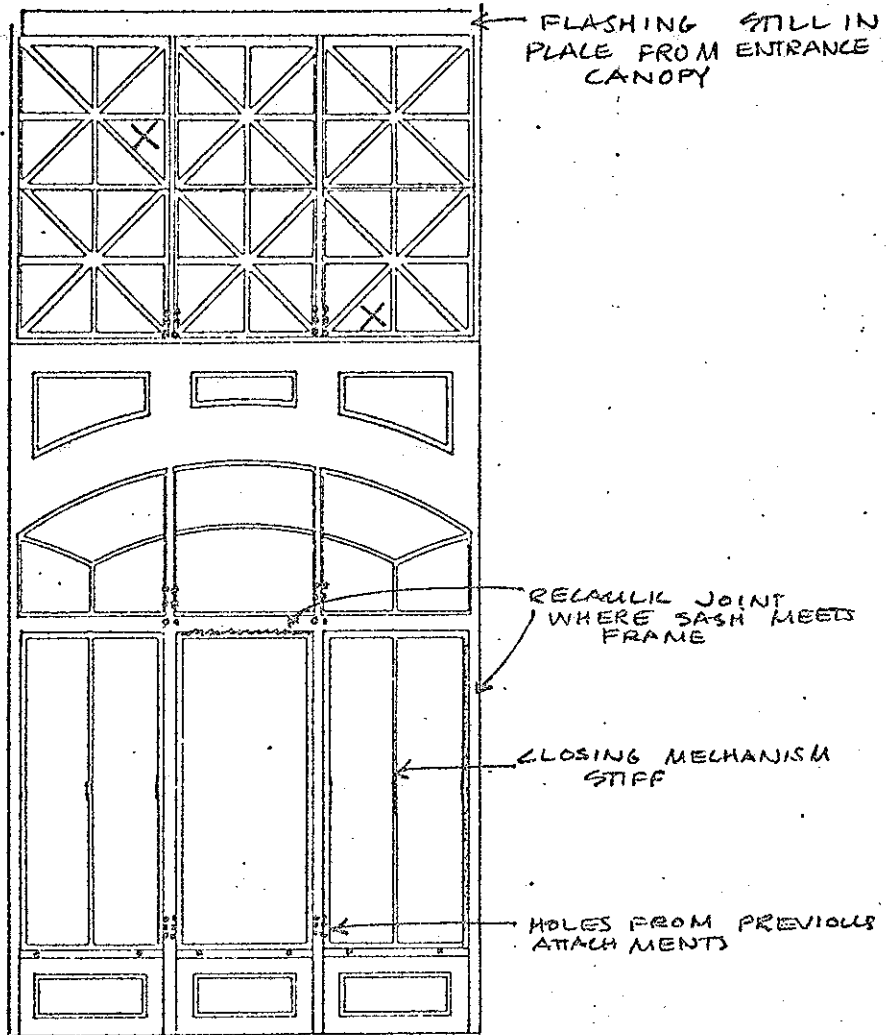 FLASHING STILL IN
PLACE FROM ENTRANCE
CANOPY
X
X
RECAULK JOINT
WHERE SASH MEETS
FRAME
CLOSING MECHANISM
STIFF
HOLES FROM PREVIOUS
ATTACHMENTS